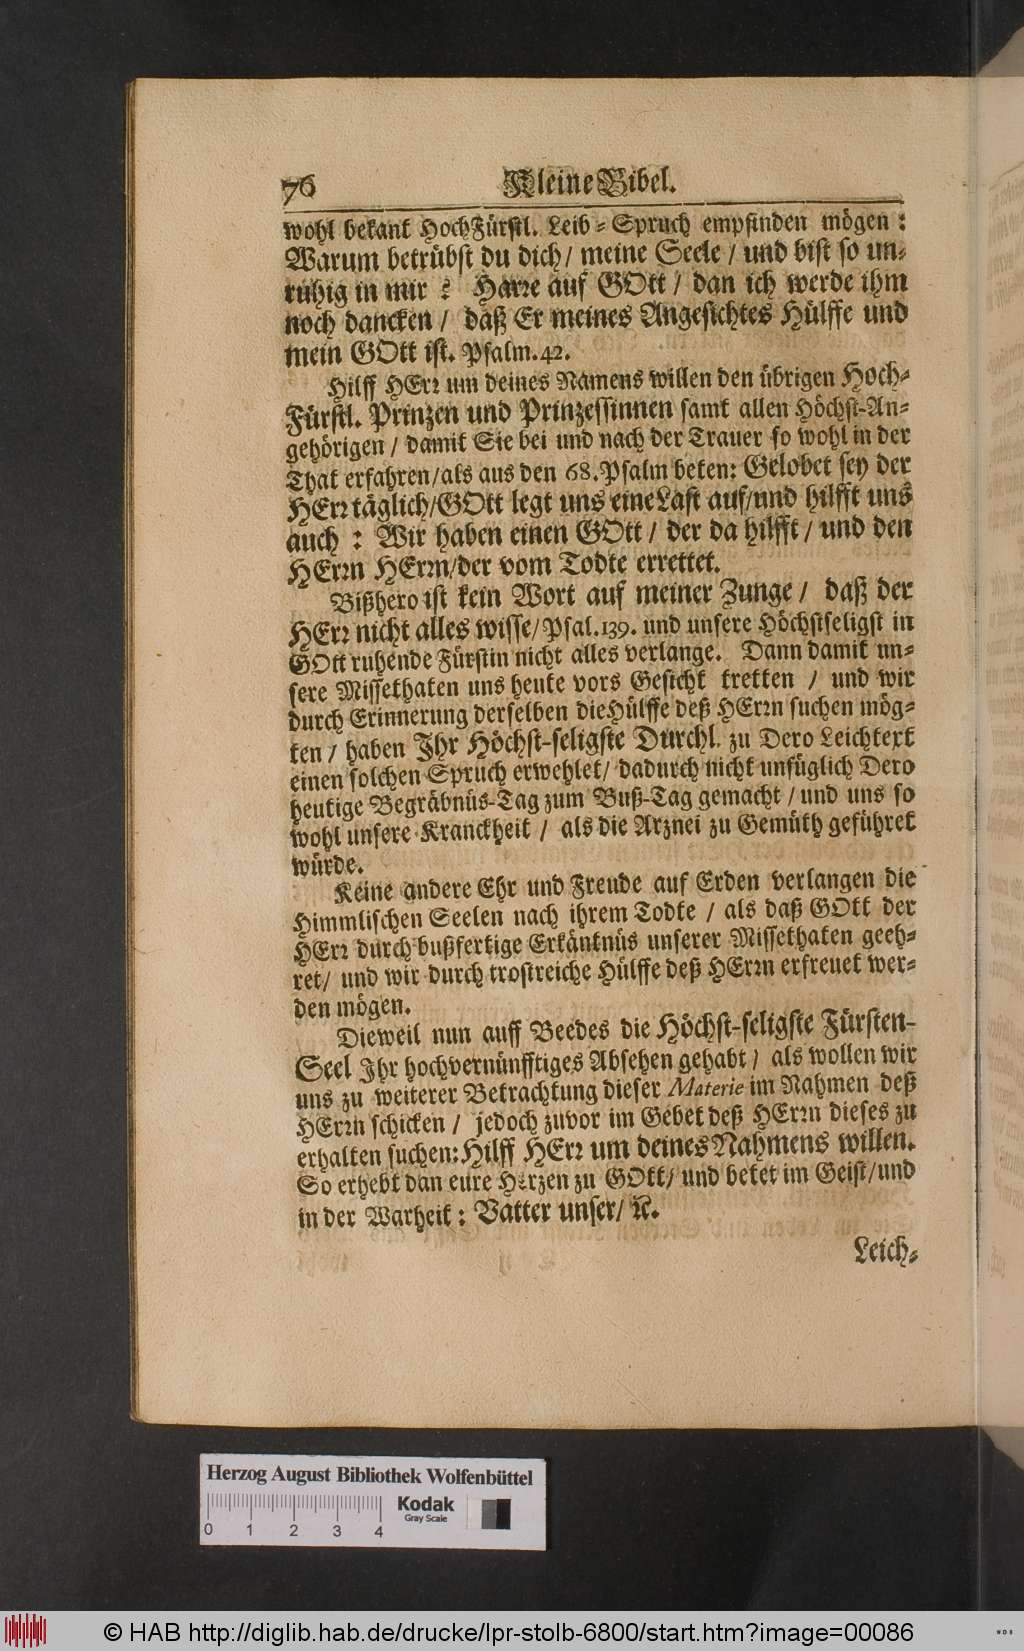 76 Kleine Bibel.
wohl bekant HochFürstl. Leib-Spruch empfinden mögen:
Warum betrübst du dich/ meine Seele/ und bist so un-
ruhig in mir? Harre auf GOtt/ dan ich werde ihm
noch dancken/ daß Er meines Angesichtes Hülffe und
mein GOtt ist. Psalm. 42.
Hilff HErr um deines Namens willen den übrigen Hoch-
Fürstl. Prinzen und Prinzessinnen samt allen Höchst-An-
gehörigen/ damit Sie bei und nach der Trauer so wohl in der
That erfahren/als aus den 68. Psalm beten: Gelobet sey der
HErr täglich/GOtt legt uns eine Last auf/und hilfft uns
auch: Wir haben einen GOtt/ der da hilfft/ und den
HErrn HErrn/der vom Todte errettet.
Bißhero ist kein Wort auf meiner Zunge/ daß der
HErr nicht alles wisse/Psal. 139. und unsere Höchstseligst in
GOtt ruhende Fürstin nicht alles verlange. Dann damit un-
sere Missethaten uns heute vors Gesicht tretten/ und wir
durch Erinnerung derselben die Hülffe deß HErrn suchen mög-
ten/ haben Ihr Höchst-seligste Durchl. zu Dero Leichtext
einen solchen Spruch erwehlet/ dadurch nicht unfüglich Dero
heutige Begräbnüs-Tag zum Buß-Tag gemacht/ und uns so
wohl unsere Kranckheit/ als die Arznei zu Gemüth geführet
würde.
Keine andere Ehr und Freude auf Erden verlangen die
Himmlischen Seelen nach ihrem Todte/ als daß GOtt der
HErr durch bußfertige Erkäntnüs unserer Missethaten geeh-
ret/ und wir durch trostreiche Hülffe deß HErrn erfreuet wer-
den mögen.
Dieweil nun auff Beedes die Höchst-seligste Fürsten-
Seel Ihr hochvernünfftiges Absehen gehabt/ als wollen wir
uns zu weiterer Betrachtung dieser Materie im Nahmen deß
HErrn schicken/ jedoch zuvor im Gebet deß HErrn dieses zu
erhalten suchen: Hilff HErr um deines Nahmens willen.
So erhebt dan eure Herzen zu GOtt/ und betet im Geist/und
in der Warheit: Vatter unser/ ꝛc.
Leich-
Herzog August Bibliothek Wolfenbüttel
0 1 2 3 4
Kodak
Gray Scale
© HAB http://diglib.hab.de/drucke/lpr-stolb-6800/start.htm?image=00086
WDB